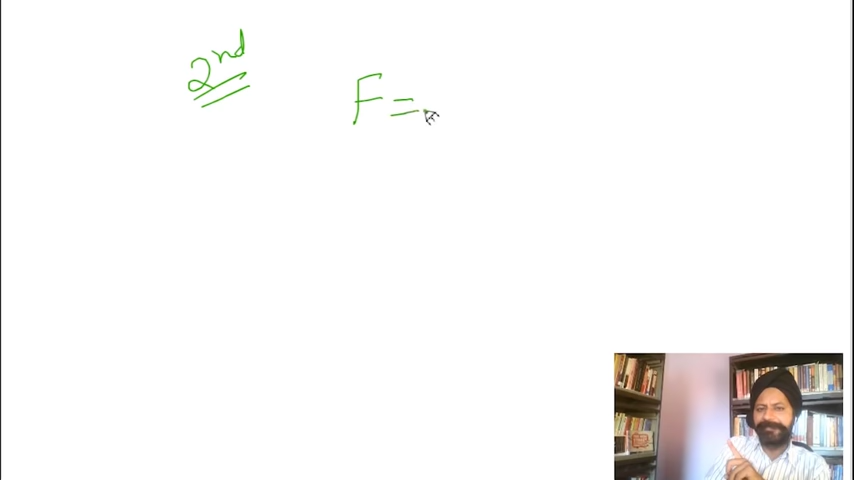 2nd
F =